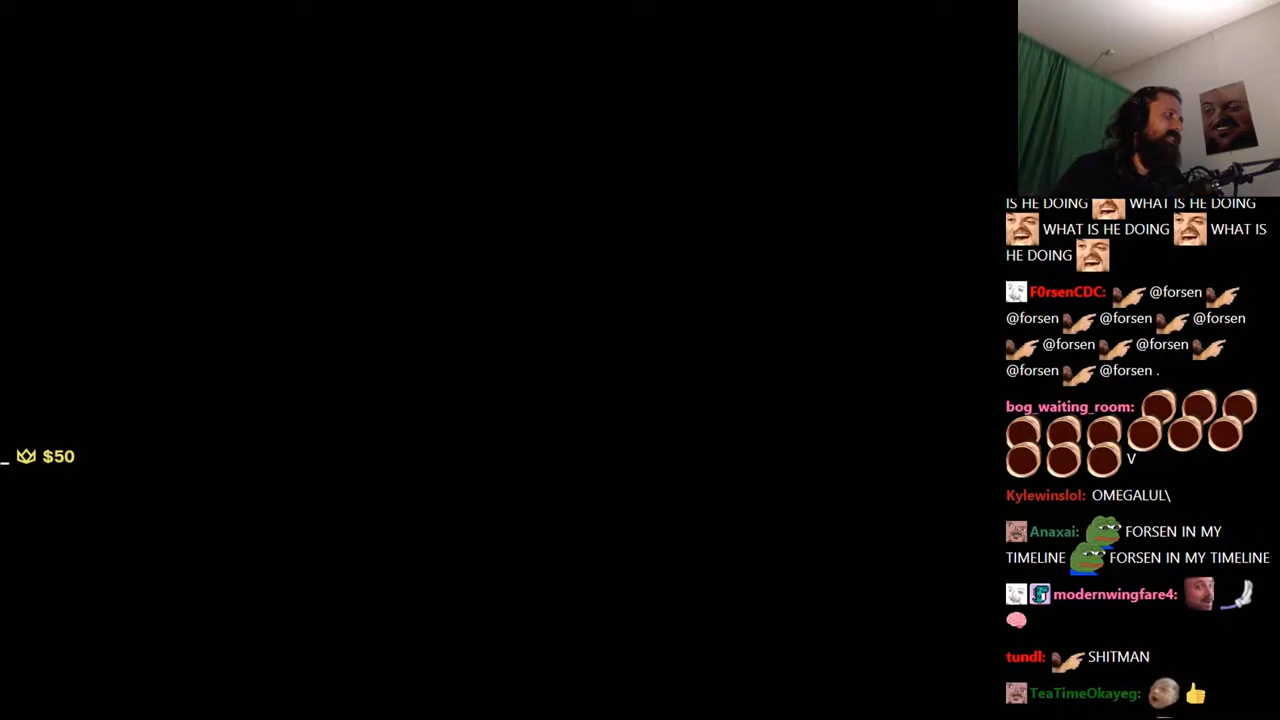 IS HE DOING WHAT IS HE DOING
WHAT IS HE DOING WHAT IS
HE DOING
F0rsenCDC: @forsen
@forsen @forsen @forsen
@forsen @forsen
@forsen @forsen .
bog_waiting_room:
V
$50
Kylewinslol: OMEGALUL\
Anaxai: FORSEN IN MY
TIMELINE FORSEN IN MY TIMELINE
modernwingfare4:
tundl: SHITMAN
TeaTimeOkayeg: